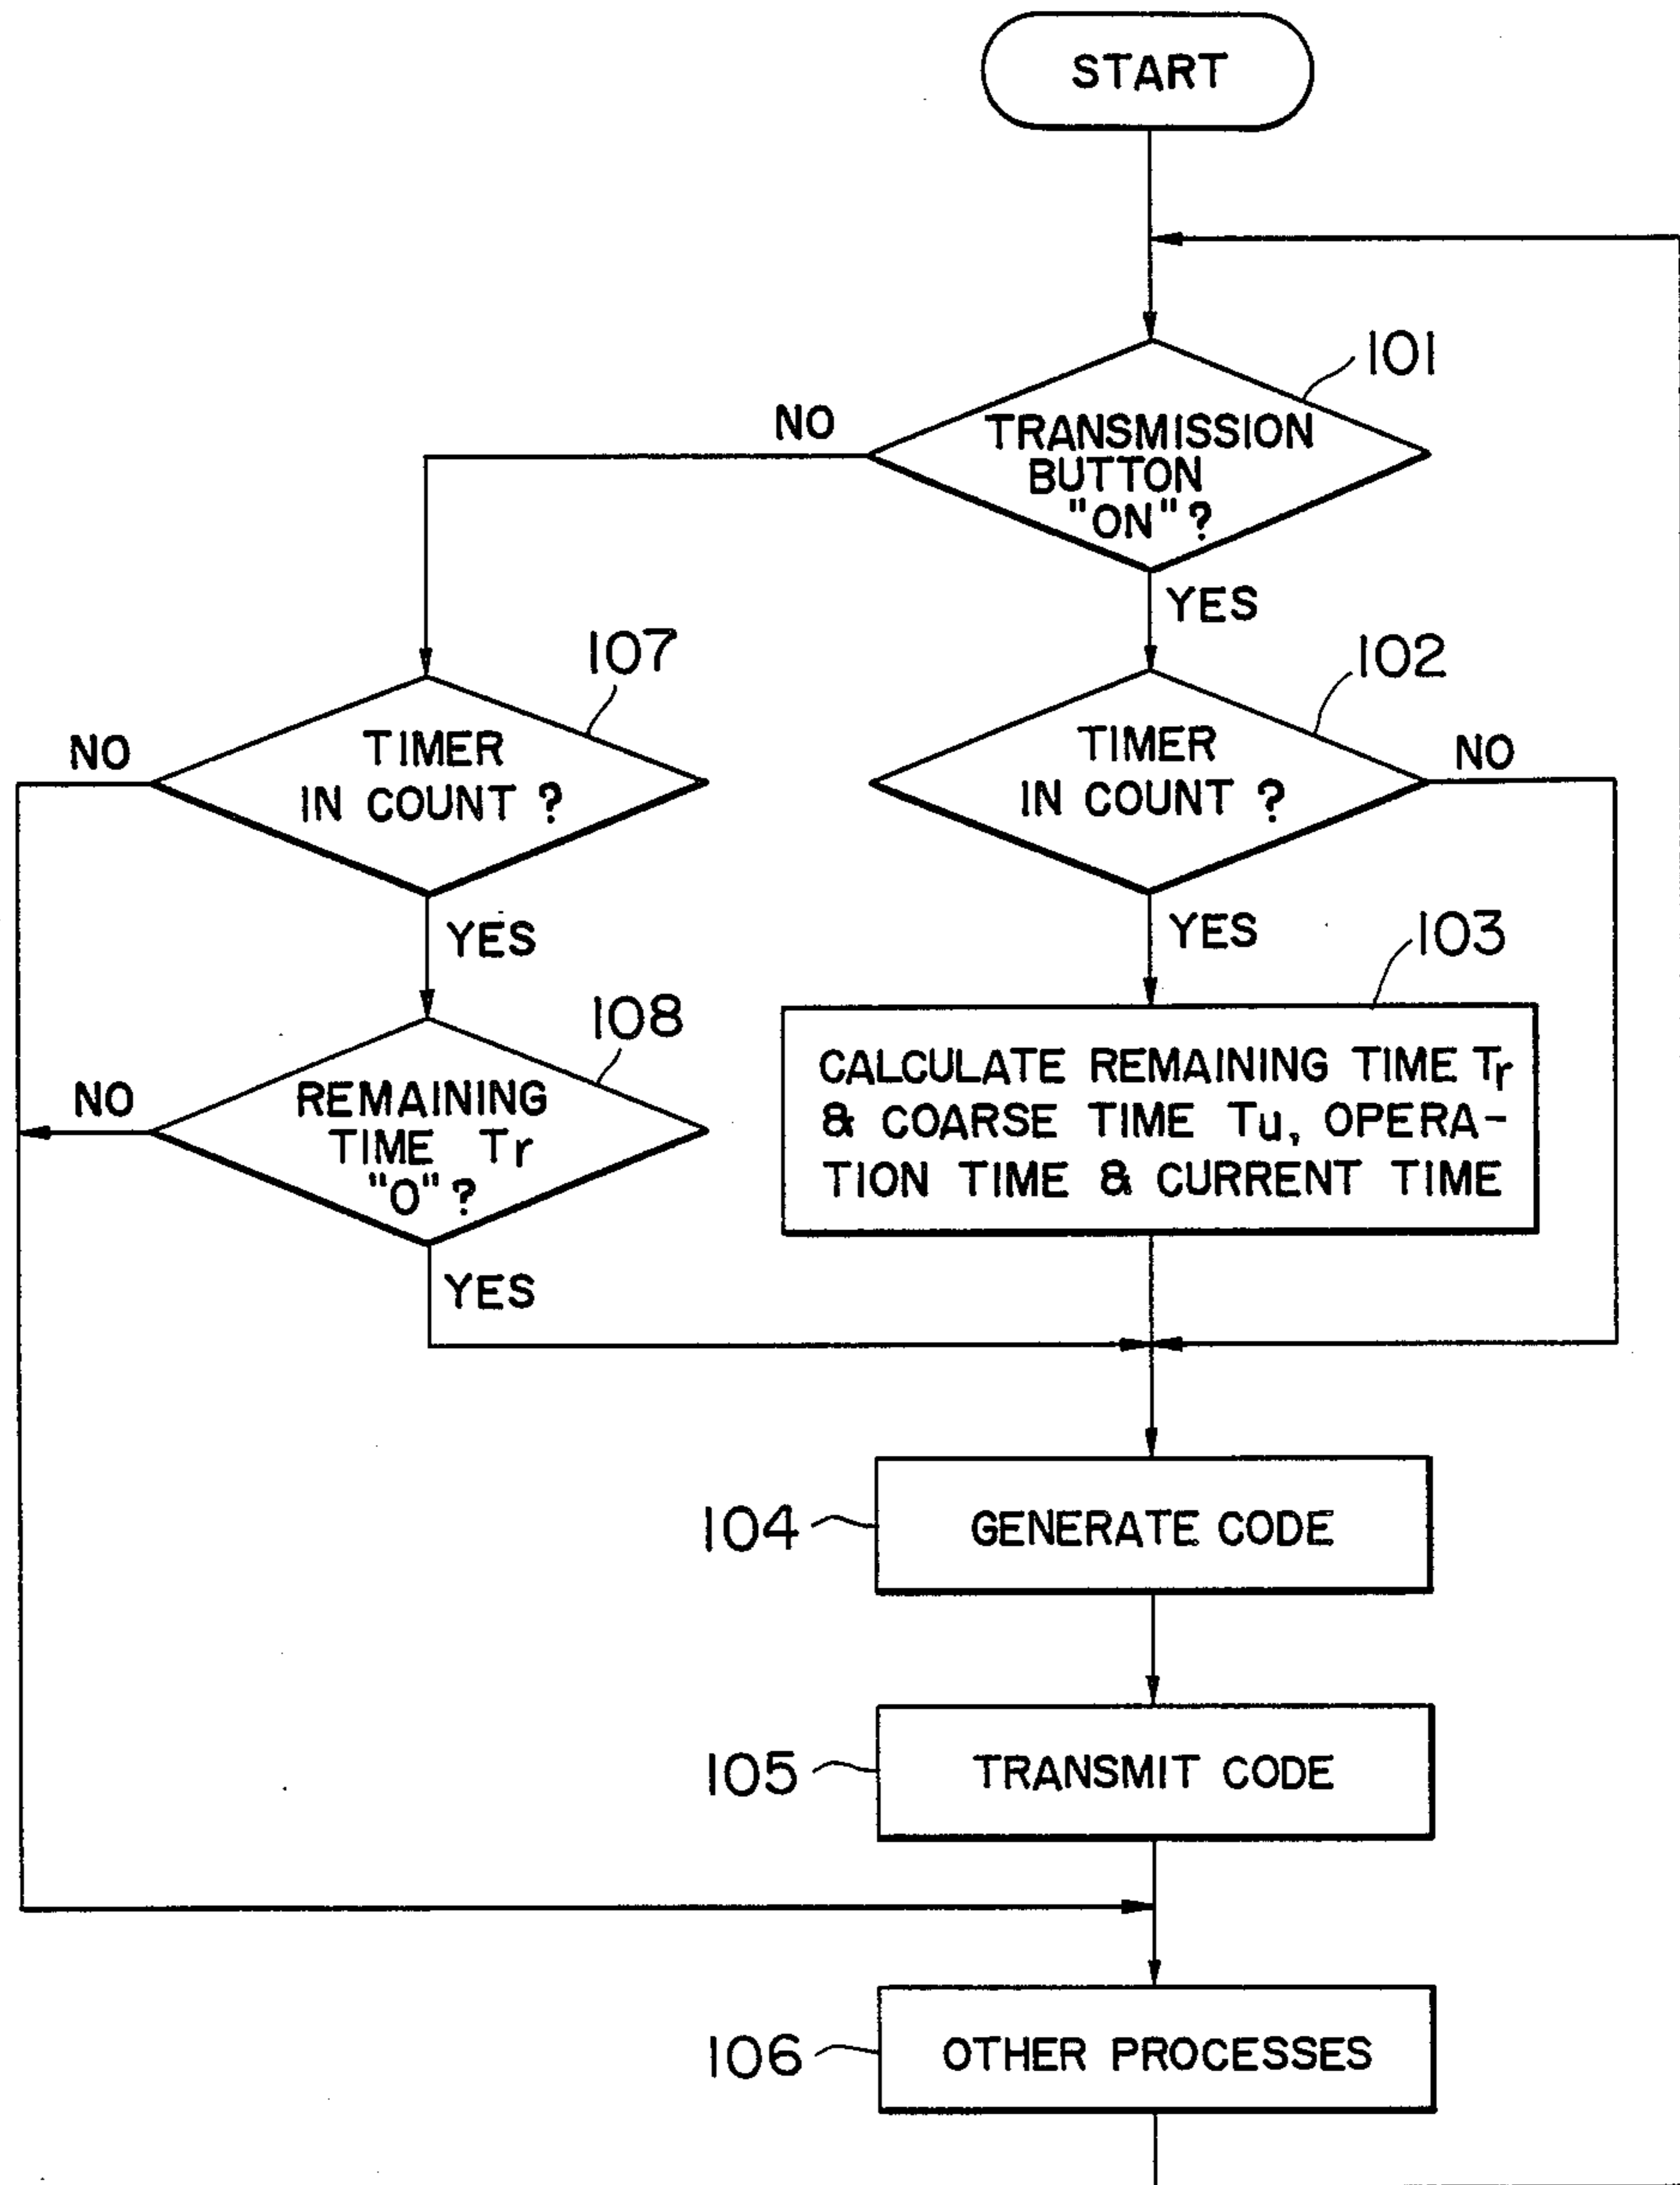 START
101
NO
TRANSMISSION
BUTTON
"ON"?
YES
107
102
NO
TIMER
IN COUNT ?
TIMER
IN COUNT ?
NO
YES
YES
103
108
NO
REMAINING
TIME Tr
"O"?
CALCULATE REMAINING TIME Tr
& COARSE TIME Tu, OPERA-
TION TIME & CURRENT TIME
YES
104
GENERATE CODE
105
TRANSMIT CODE
106
OTHER PROCESSES